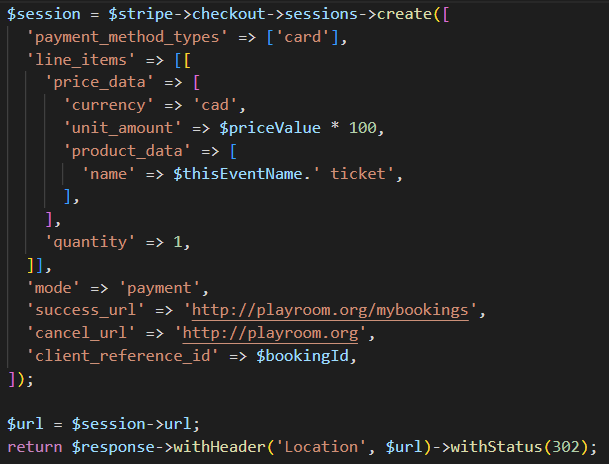 $session = $stripe->checkout->sessions->create([
  'payment_method_types' => ['card'],
  'line_items' => [[
    'price_data' => [
      'currency' => 'cad',
      'unit_amount' => $priceValue * 100,
      'product_data' => [
        'name' => $thisEventName.' ticket',
      ],
    ],
    'quantity' => 1,
  ]],
  'mode' => 'payment',
  'success_url' => 'http://playroom.org/mybookings',
  'cancel_url' => 'http://playroom.org',
  'client_reference_id' => $bookingId,
]);

$url = $session->url;
return $response->withHeader('Location', $url)->withStatus(302);